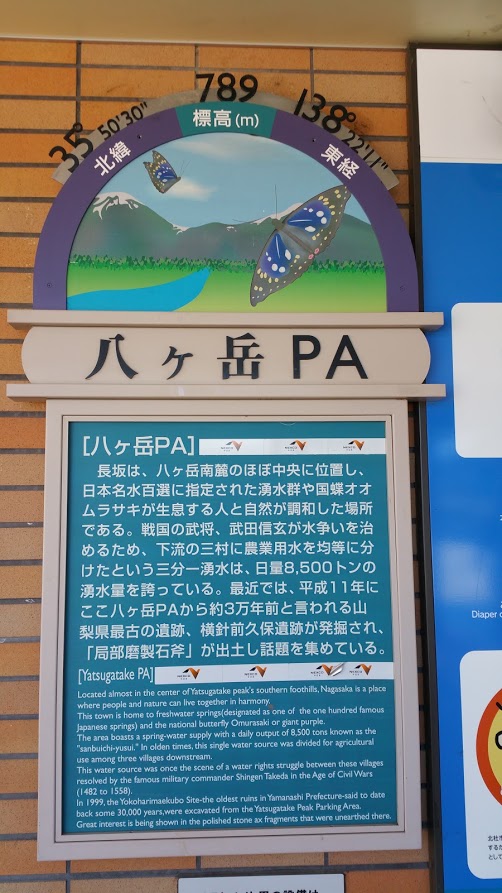 北緯 35° 50'30"
標高(m) 789
東経 138° 22'11"
八ヶ岳 PA
[八ヶ岳PA]
長坂は、八ヶ岳南麓のほぼ中央に位置し、
日本名水百選に指定された湧水群や国蝶オオ
ムラサキが生息する人と自然が調和した場所
である。戦国の武将、武田信玄が水争いを治
めるため、下流の三村に農業用水を均等に分
けたという三分一湧水は、日量8,500トンの
湧水量を誇っている。最近では、平成11年に
ここ八ヶ岳PAから約3万年前と言われる山
梨県最古の遺跡、横針前久保遺跡が発掘され、
「局部磨製石斧」が出土し話題を集めている。
[Yatsugatake PA]
Located almost in the center of Yatsugatake peak's southern foothills, Nagasaka is a place
where people and nature can live together in harmony.
This town is home to freshwater springs(designated as one of the one hundred famous
Japanese springs) and the national butterfly Omurasaki or giant purple.
The area boasts a spring-water supply with a daily output of 8,500 tons known as the
"sanbuichi-yusui." In olden times, this single water source was divided for agricultural
use among three villages downstream.
This water source was once the scene of a water rights struggle between these villages
resolved by the famous military commander Shingen Takeda in the Age of Civil Wars
(1482 to 1558).
In 1999, the Yokoharimaekubo Site-the oldest ruins in Yamanashi Prefecture-said to date
back some 30,000 years, were excavated from the Yatsugatake Peak Parking Area.
Great interest is being shown in the polished stone ax fragments that were unearthed there.
Diaper